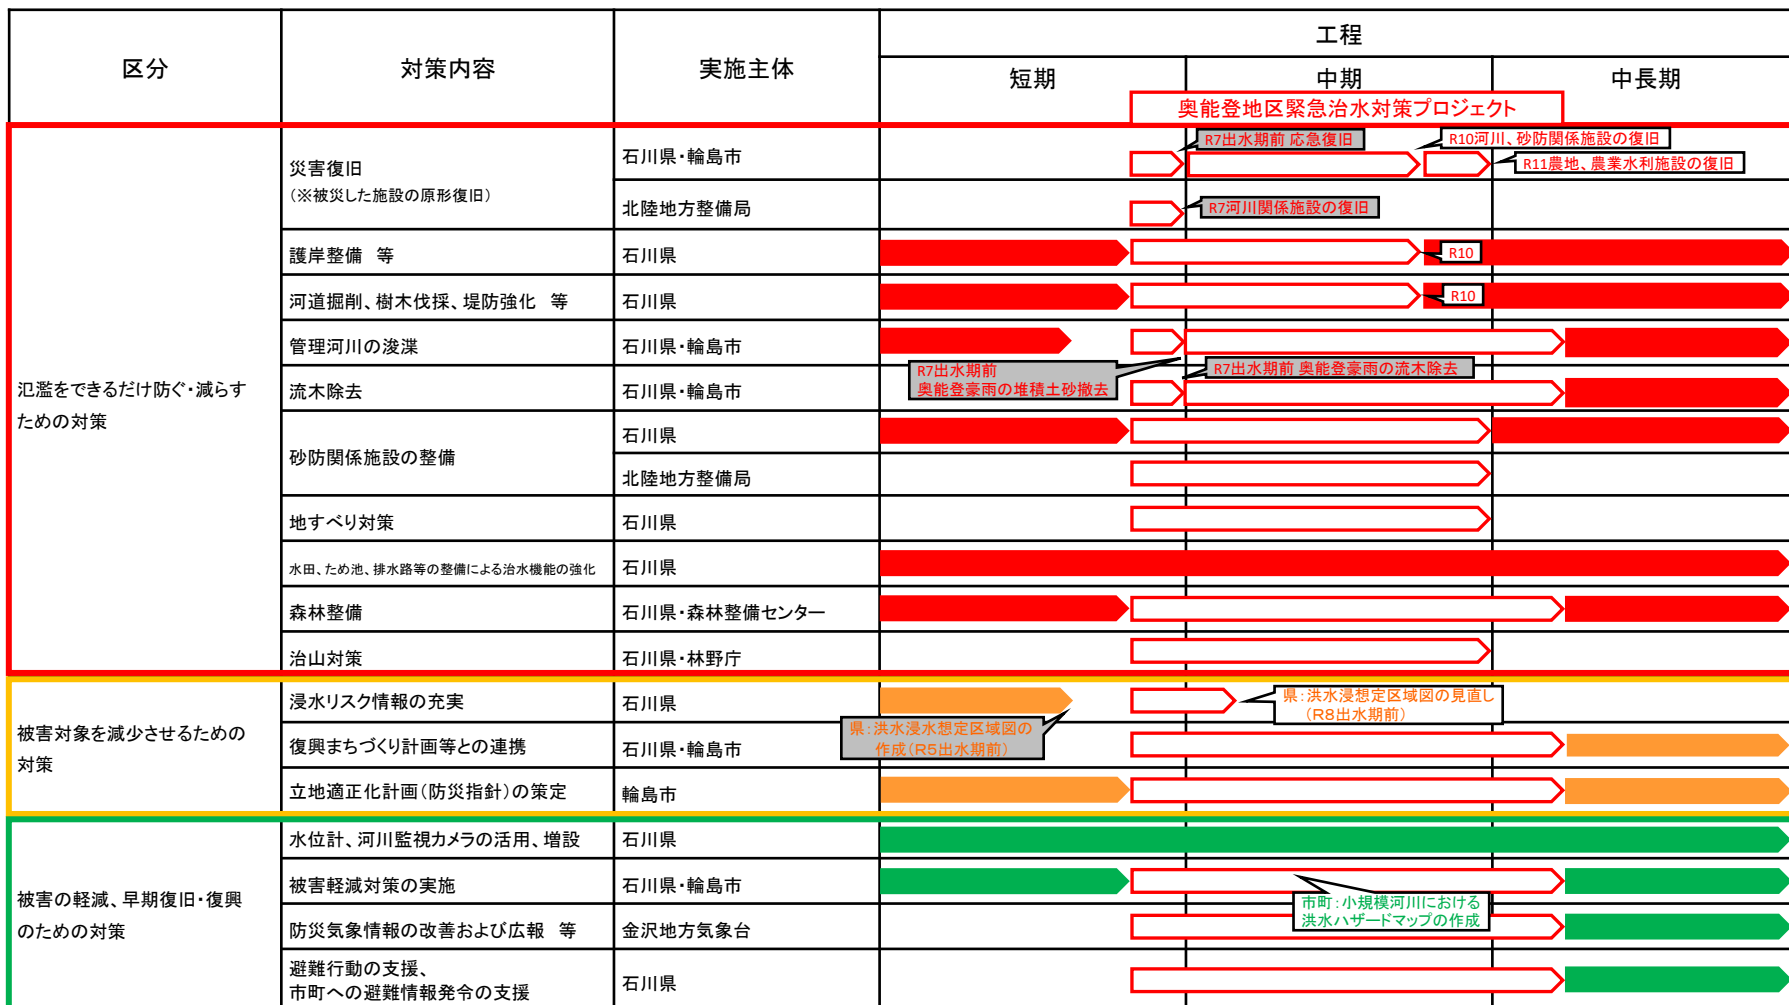 区分
対策内容
実施主体
工程
短期
中期
中長期
奥能登地区緊急治水対策プロジェクト
氾濫をできるだけ防ぐ・減らす
ための対策
災害復旧
(※被災した施設の原形復旧)
石川県・輪島市
R7出水期前 応急復旧
R10河川、砂防関係施設の復旧
R11農地、農業水利施設の復旧
北陸地方整備局
R7河川関係施設の復旧
護岸整備 等
石川県
R10
河道掘削、樹木伐採、堤防強化 等
石川県
R10
管理河川の浚渫
石川県・輪島市
R7出水期前
奥能登豪雨の堆積土砂撤去
R7出水期前 奥能登豪雨の流木除去
流木除去
石川県・輪島市
砂防関係施設の整備
石川県
北陸地方整備局
地すべり対策
石川県
水田、ため池、排水路等の整備による治水機能の強化
石川県
森林整備
石川県・森林整備センター
治山対策
石川県・林野庁
被害対象を減少させるための
対策
浸水リスク情報の充実
石川県
県:洪水浸水想定区域図の
作成(R5出水期前)
県:洪水浸想定区域図の見直し
(R8出水期前)
復興まちづくり計画等との連携
石川県・輪島市
立地適正化計画(防災指針)の策定
輪島市
被害の軽減、早期復旧・復興
のための対策
水位計、河川監視カメラの活用、増設
石川県
被害軽減対策の実施
石川県・輪島市
市町:小規模河川における
洪水ハザードマップの作成
防災気象情報の改善および広報 等
金沢地方気象台
避難行動の支援、
市町への避難情報発令の支援
石川県